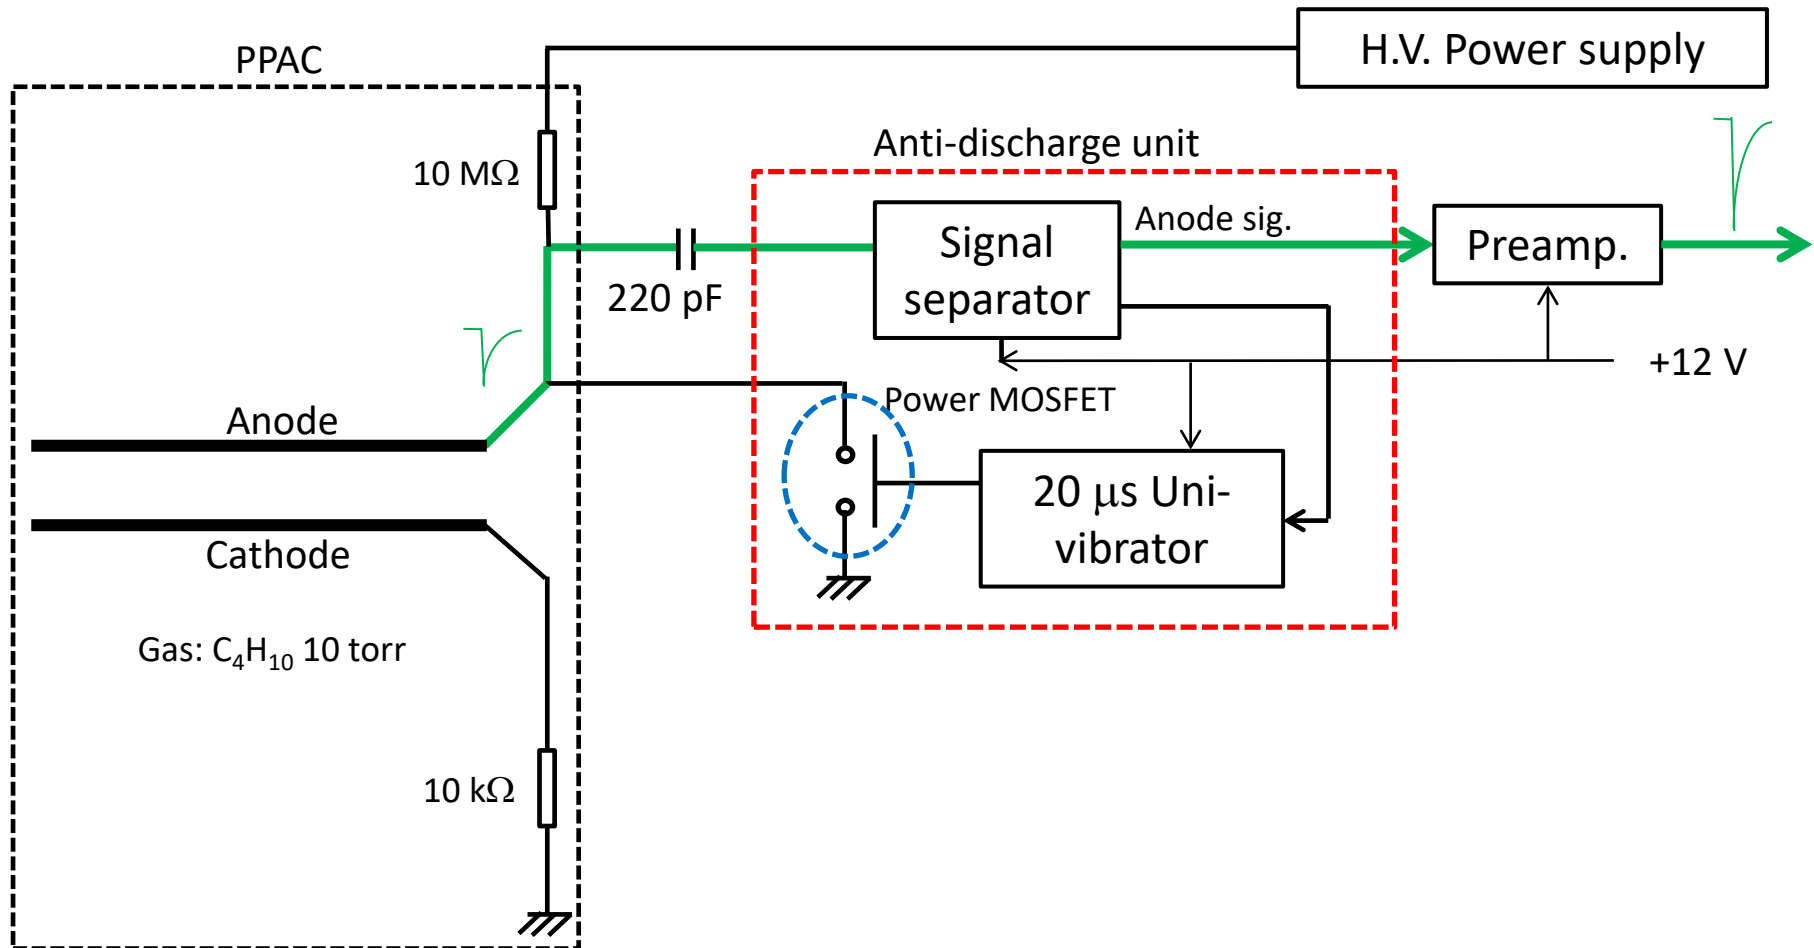 H.V. Power supply
PPAC
Anti-discharge unit
10 MΩ
Signal
separator
Anode sig.
Preamp.
220 pF
+12 V
Power MOSFET
Anode
20 μs Uni-
vibrator
Cathode
Gas: C₄H₁₀ 10 torr
10 kΩ